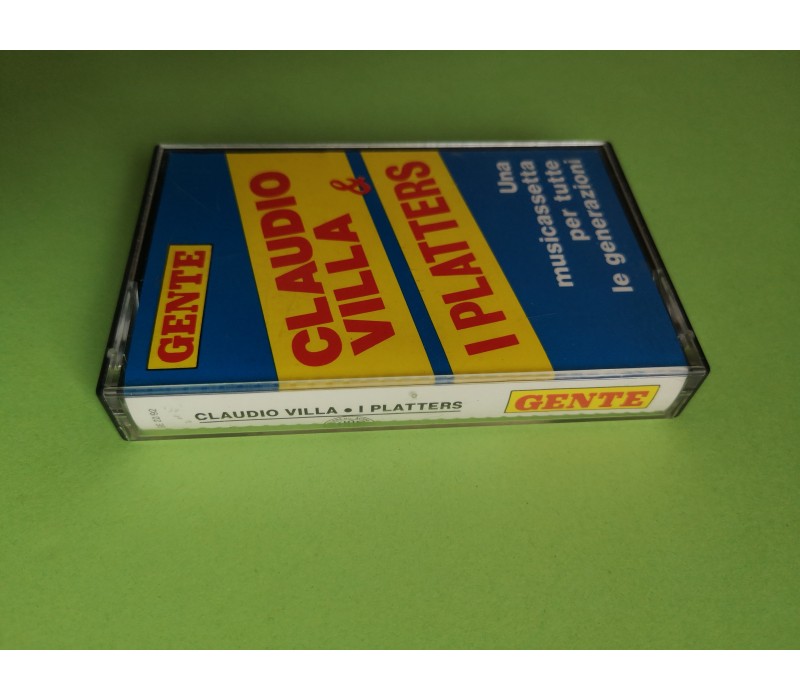 GENTE
CLAUDIO
VILLA &
I PLATTERS
Una
musicassetta
per tutte
le generazioni
CLAUDIO VILLA • I PLATTERS
GENTE